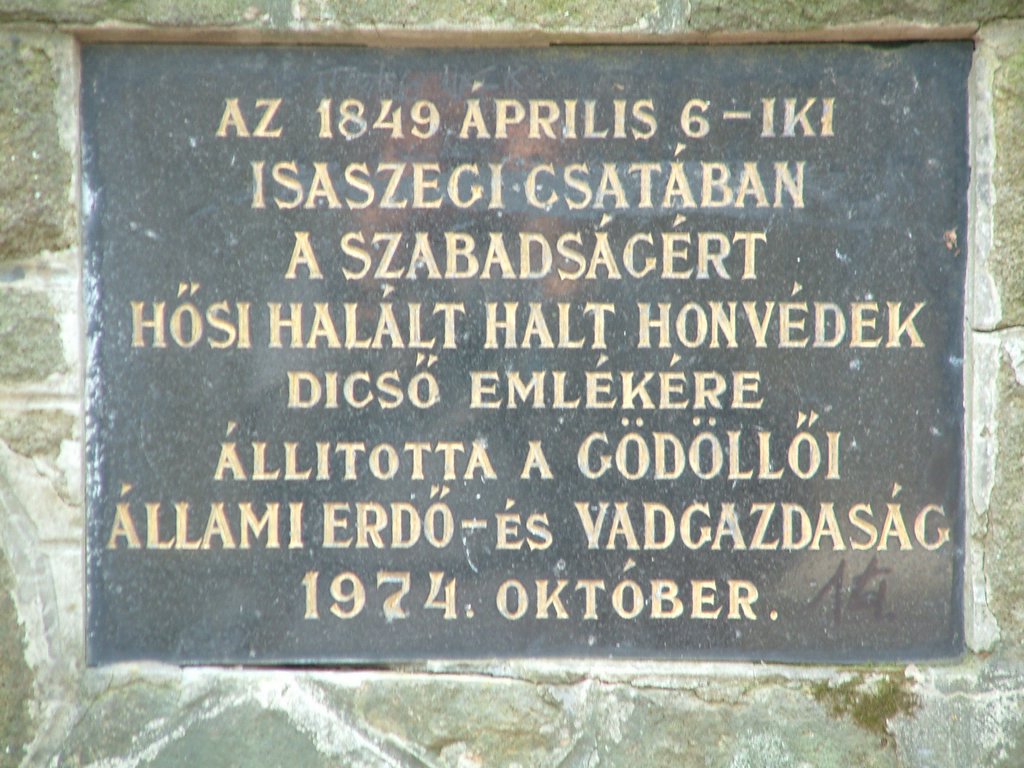 AZ 1849 ÁPRILIS 6-IKI
ISASZEGI CSATÁBAN
A SZABADSÁGÉRT
HŐSI HALÁLT HALT HONVÉDEK
DICSŐ EMLÉKÉRE
ÁLLITOTTA A GÖDÖLLŐI
ÁLLAMI ERDŐ-ÉS VADGAZDASÁG
1974. OKTÓBER.